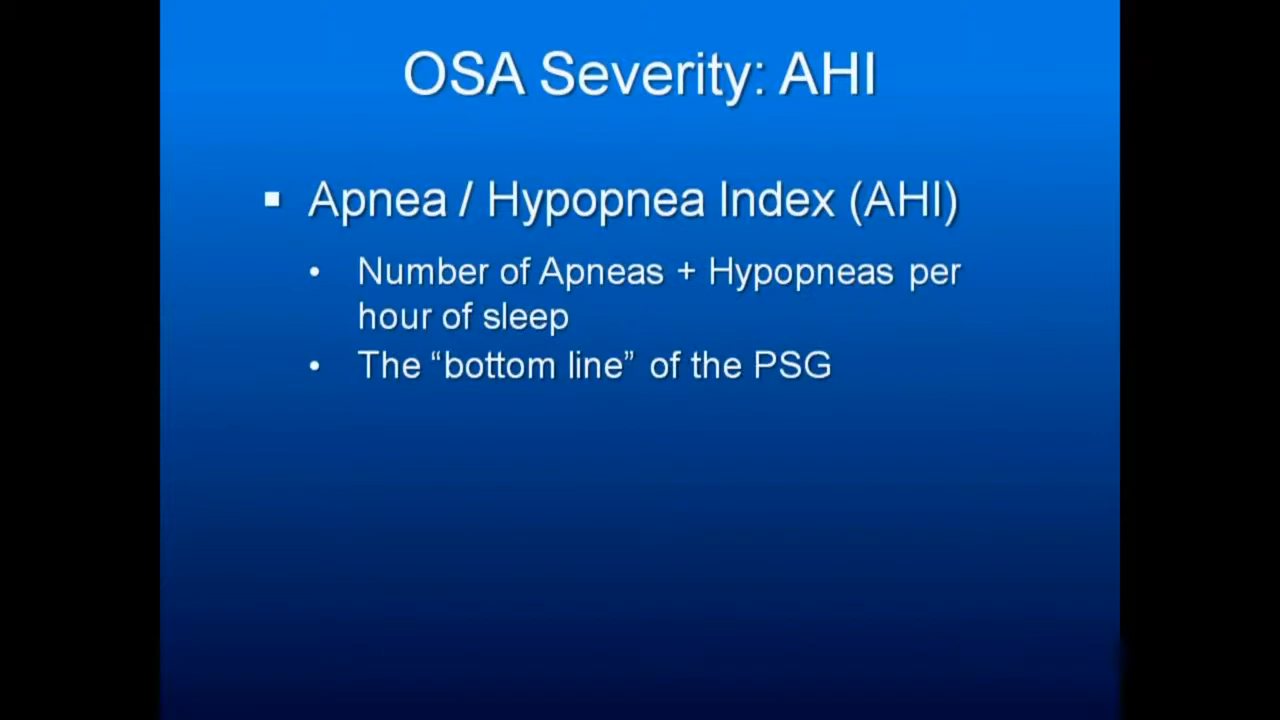 OSA Severity: AHI
▪ Apnea / Hypopnea Index (AHI)
• Number of Apneas + Hypopneas per
hour of sleep
• The “bottom line” of the PSG